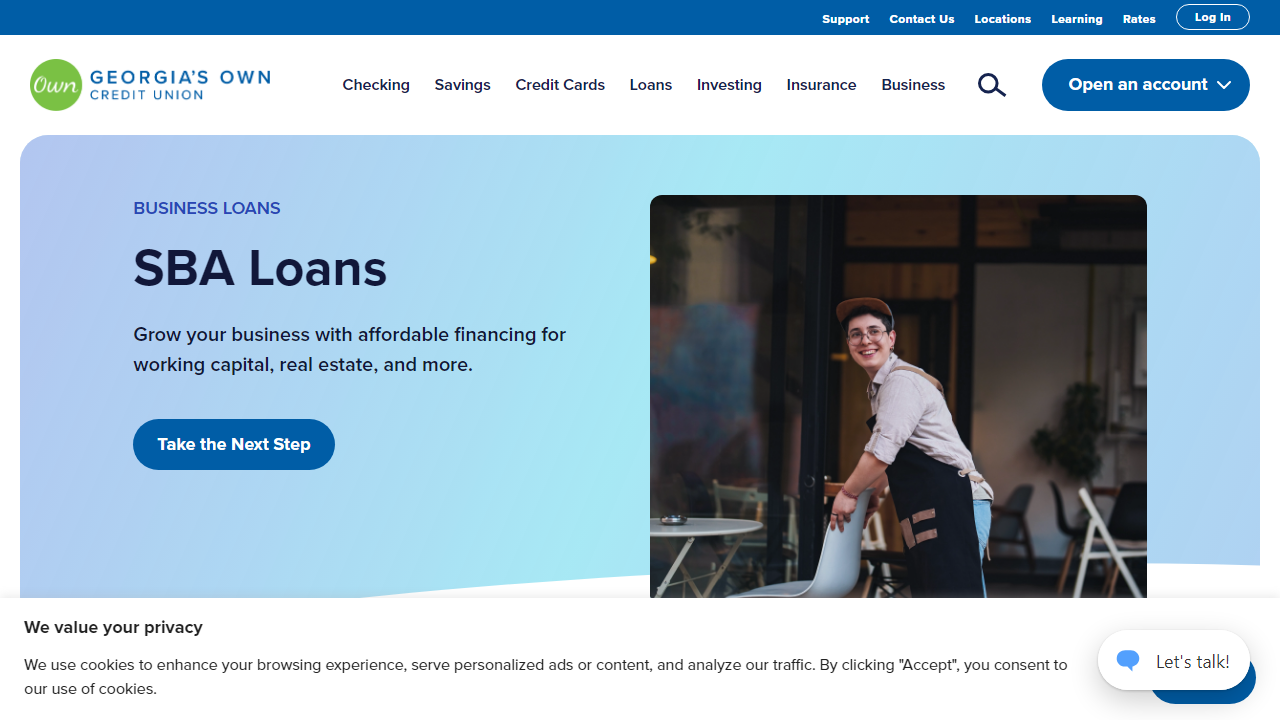 Support Contact Us Locations Learning Rates Log In
Own GEORGIA'S OWN
CREDIT UNION
Checking Savings Credit Cards Loans Investing Insurance Business Open an account
BUSINESS LOANS
SBA Loans
Grow your business with affordable financing for
working capital, real estate, and more.
Take the Next Step
We value your privacy
We use cookies to enhance your browsing experience, serve personalized ads or content, and analyze our traffic. By clicking "Accept", you consent to
our use of cookies.
Let's talk!